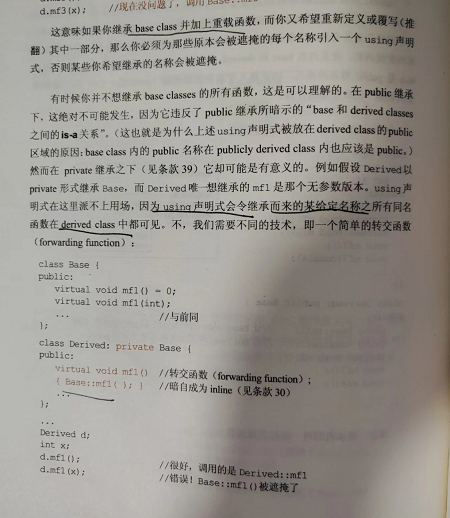 d.mf3(x); //现在没问题了，调用 Base::mf3
这意味如果你继承 base class 并加上重载函数，而你又希望重新定义或覆写（推
翻）其中一部分，那么你必须为那些原本会被遮掩的每个名称引入一个 using 声明
式，否则某些你希望继承的名称会被遮掩。
有时候你并不想继承 base classes 的所有函数，这是可以理解的。在 public 继承
下，这绝对不可能发生，因为它违反了 public 继承所暗示的“base 和 derived classes
之间的 is-a 关系”。（这也就是为什么上述 using 声明式被放在 derived class 的 public
区域的原因：base class 内的 public 名称在 publicly derived class 内也应该是 public。）
然而在 private 继承之下（见条款 39）它却可能是有意义的。例如假设 Derived 以
private 形式继承 Base，而 Derived 唯一想继承的 mf1 是那个无参数版本。using 声
明式在这里派不上用场，因为 using 声明式会令继承而来的某给定名称之所有同名
函数在 derived class 中都可见。不，我们需要不同的技术，即一个简单的转交函数
(forwarding function)：
class Base {
public:
virtual void mf1() = 0;
virtual void mf1(int);
... //与前同
};
class Derived: private Base {
public:
virtual void mf1() //转交函数 (forwarding function)；
{ Base::mf1( ); } //暗自成为 inline（见条款 30）
...
};
...
Derived d;
int x;
d.mf1(); //很好，调用的是 Derived::mf1
d.mf1(x); //错误！Base::mf1()被遮掩了